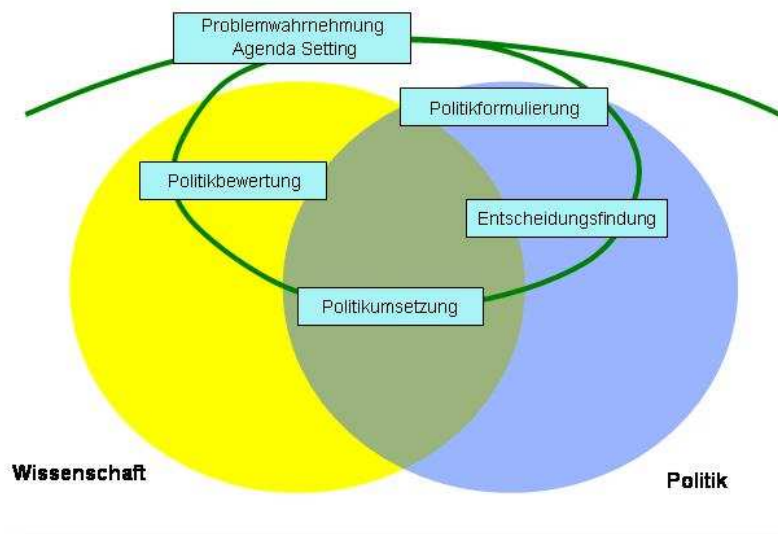 Problemwahrnehmung
Agenda Setting
Politikformulierung
Politikbewertung
Entscheidungsfindung
Politikumsetzung
Wissenschaft
Politik